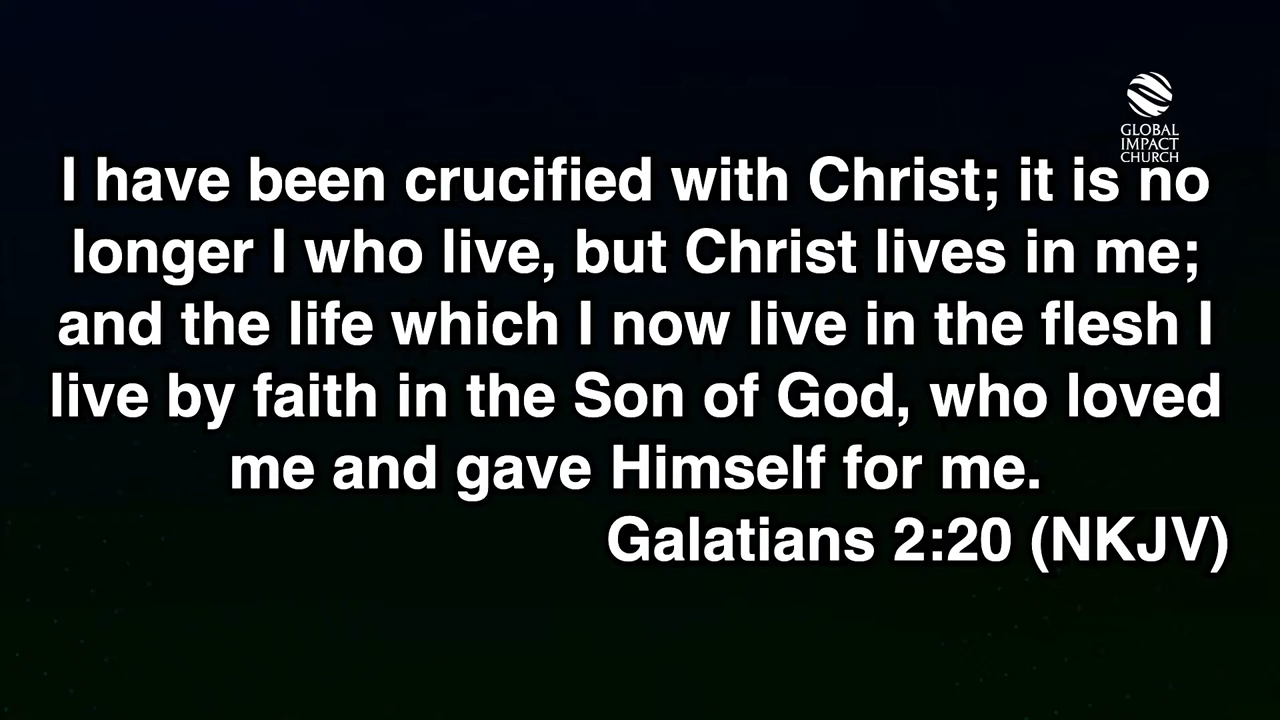 GLOBAL
IMPACT
CHURCH
I have been crucified with Christ; it is no
longer I who live, but Christ lives in me;
and the life which I now live in the flesh I
live by faith in the Son of God, who loved
me and gave Himself for me.
Galatians 2:20 (NKJV)